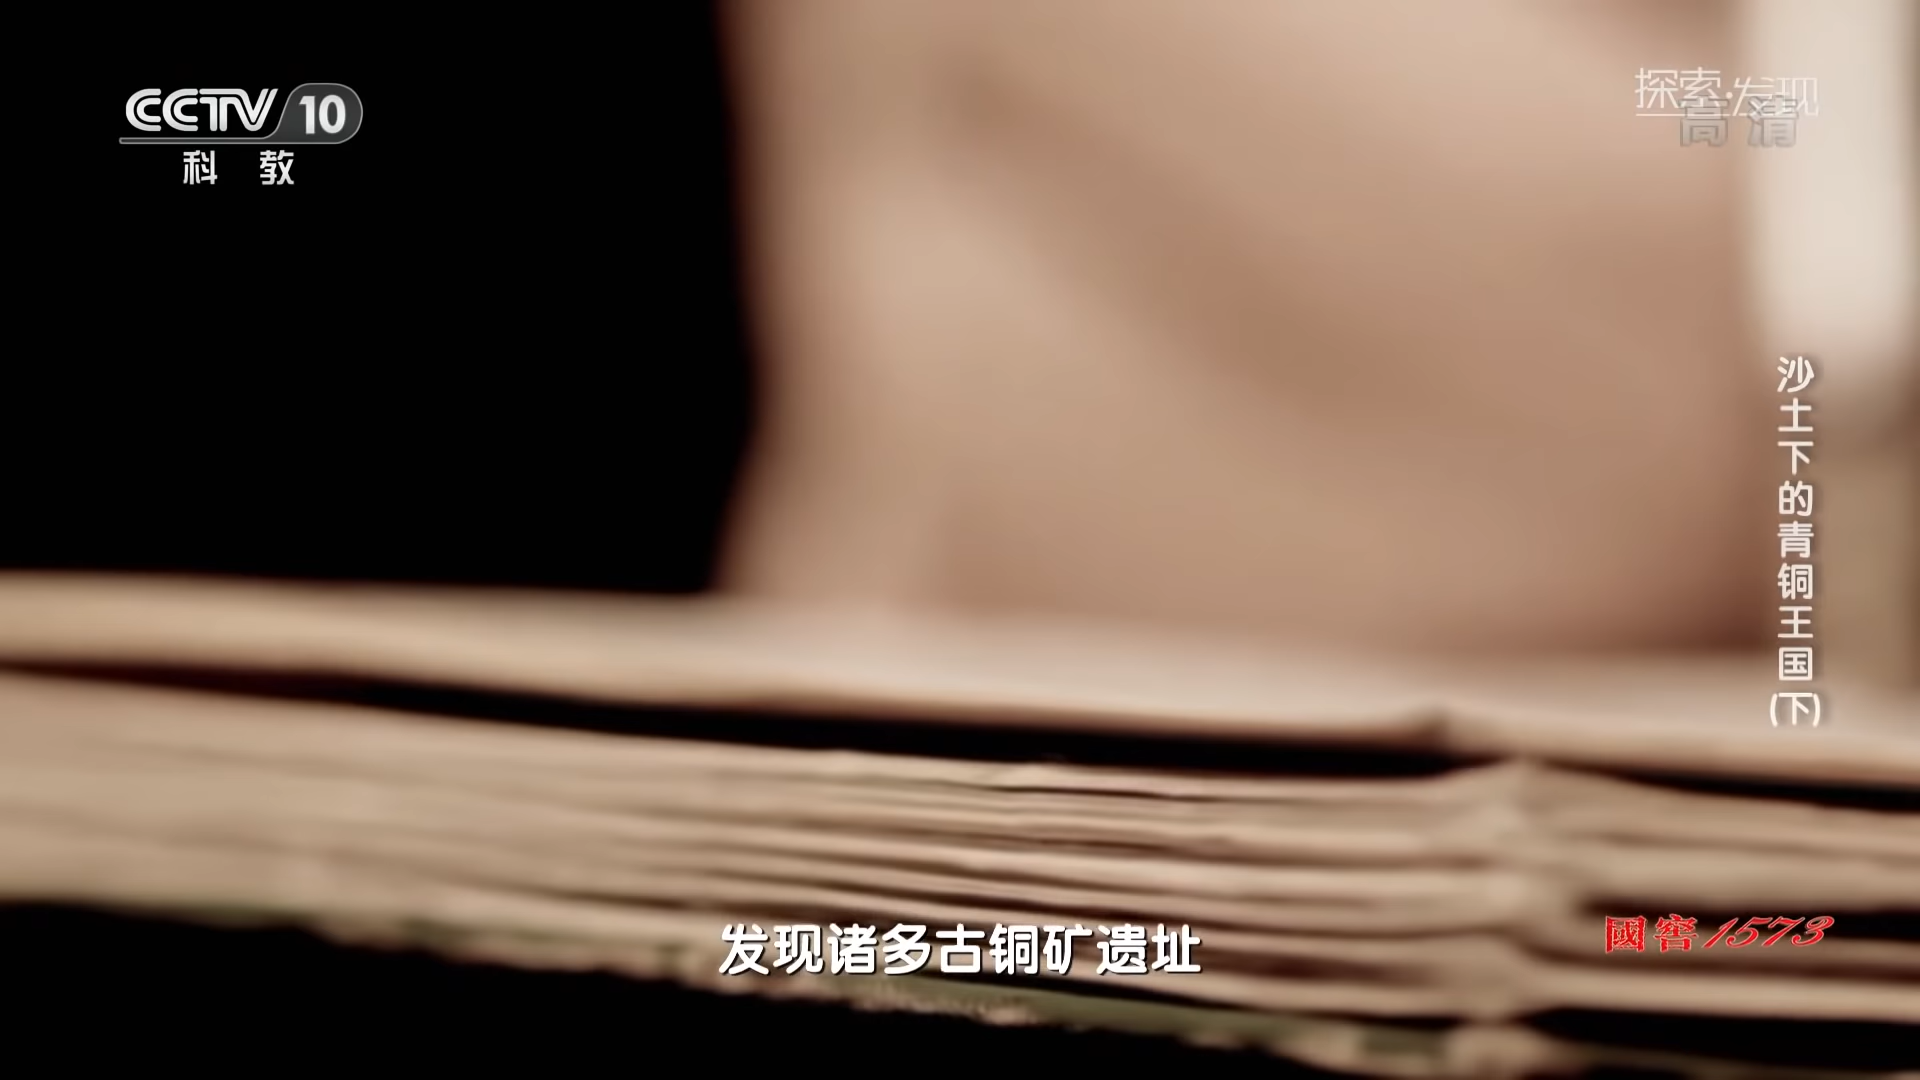 CCTV 10
科 教
探索·发现
高清
沙土下的青铜王国(下)
國窖1573
发现诸多古铜矿遗址